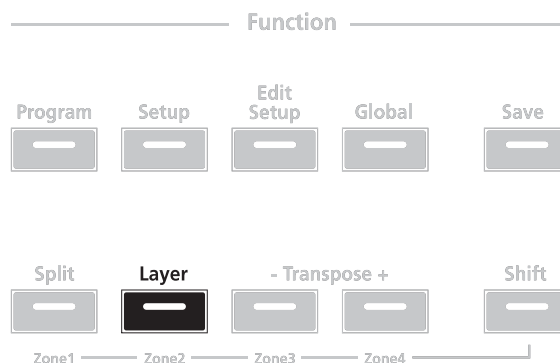 Function
Program Setup Edit Setup Global Save
Split Layer - Transpose + Shift
Zone1 Zone2 Zone3 Zone4